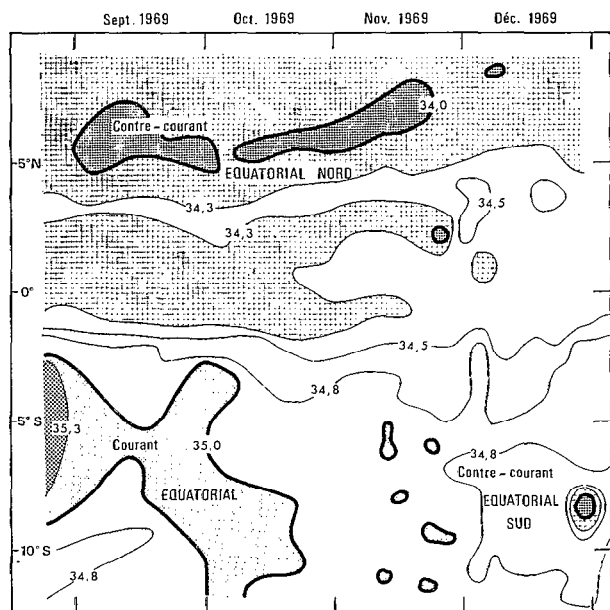 Sept. 1969 Oct. 1969 Nov. 1969 Déc. 1969
34,0
Contre-courant
5°N
EQUATORIAL NORD
34,3
34,5
34,3
0°
34,5
34,8
5°S
35,3
Courant
35,0
34,8
Contre-courant
EQUATORIAL
EQUATORIAL
SUD
10°S
34,8